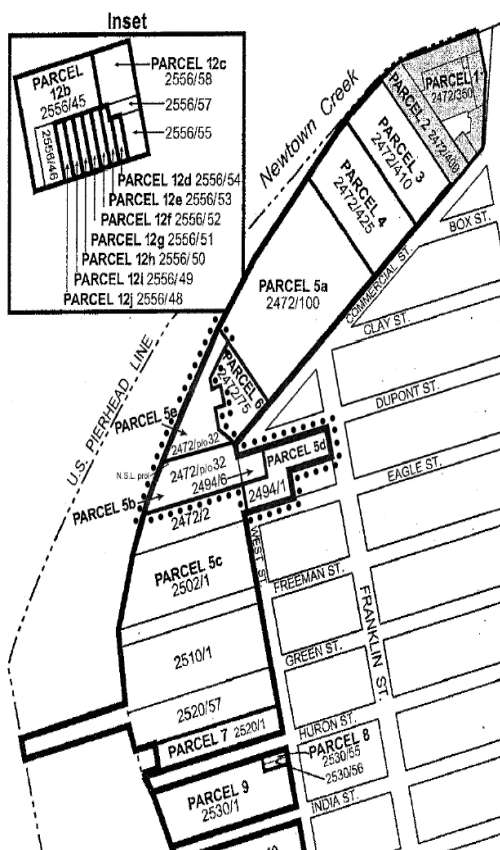 Inset
PARCEL
12b
2556/45
PARCEL 12c
2556/58
2556/57
2556/55
2556/46
PARCEL 12d 2556/54
PARCEL 12e 2556/53
PARCEL 12f 2556/52
PARCEL 12g 2556/51
PARCEL 12h 2556/50
PARCEL 12i 2556/49
PARCEL 12j 2556/48
Newtown Creek
U.S. PIERHEAD LINE
PARCEL 1
2472/350
PARCEL 2 2472/400
PARCEL 3
2472/410
PARCEL 4
2472/425
BOX ST.
COMMERCIAL ST.
PARCEL 5a
2472/100
CLAY ST.
PARCEL 6
2472/75
DUPONT ST.
PARCEL 5e
2472/p/o32
PARCEL 5d
EAGLE ST.
N.S.L. prol.
2472/p/o32
2494/6
2494/1
PARCEL 5b
2472/2
WEST ST.
PARCEL 5c
2502/1
FREEMAN ST.
FRANKLIN ST.
2510/1
GREEN ST.
2520/57
HURON ST.
PARCEL 7 2520/1
PARCEL 8
2530/55
2530/56
PARCEL 9
2530/1
INDIA ST.